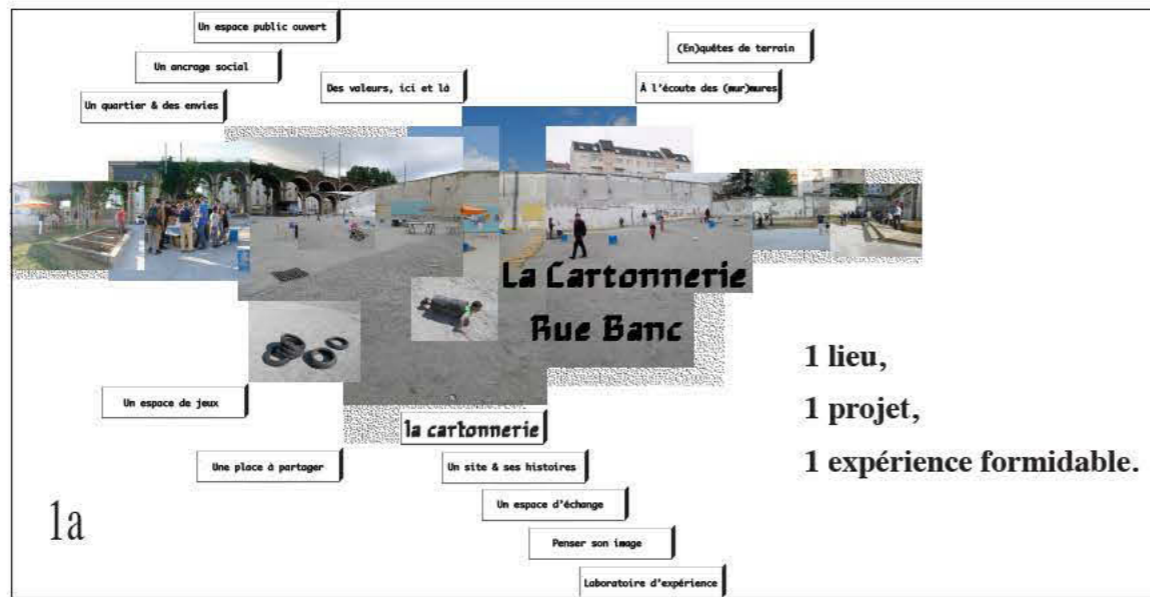 Un espace public ouvert
(En)quêtes de terrain
Un ancrage social
Des valeurs, ici et là
À l'écoute des (mur)mures
Un quartier & des envies
La Cartonnerie
Rue Banc
1 lieu,
1 projet,
1 expérience formidable.
Un espace de jeux
la cartonnerie
Une place à partager
Un site & ses histoires
Un espace d'échange
1a
Penser son image
Laboratoire d'expérience